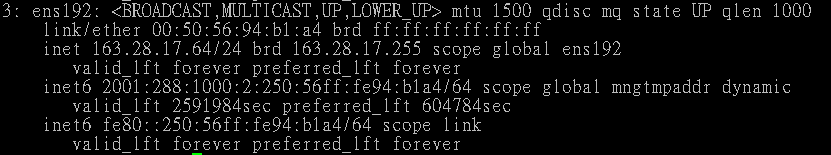 3: ens192: <BROADCAST,MULTICAST,UP,LOWER_UP> mtu 1500 qdisc mq state UP qlen 1000
link/ether 00:50:56:94:b1:a4 brd ff:ff:ff:ff:ff:ff
inet 163.28.17.64/24 brd 163.28.17.255 scope global ens192
valid_lft forever preferred_lft forever
inet6 2001:288:1000:2:250:56ff:fe94:b1a4/64 scope global mngtmpaddr dynamic
valid_lft 2591984sec preferred_lft 604784sec
inet6 fe80::250:56ff:fe94:b1a4/64 scope link
valid_lft forever preferred_lft forever